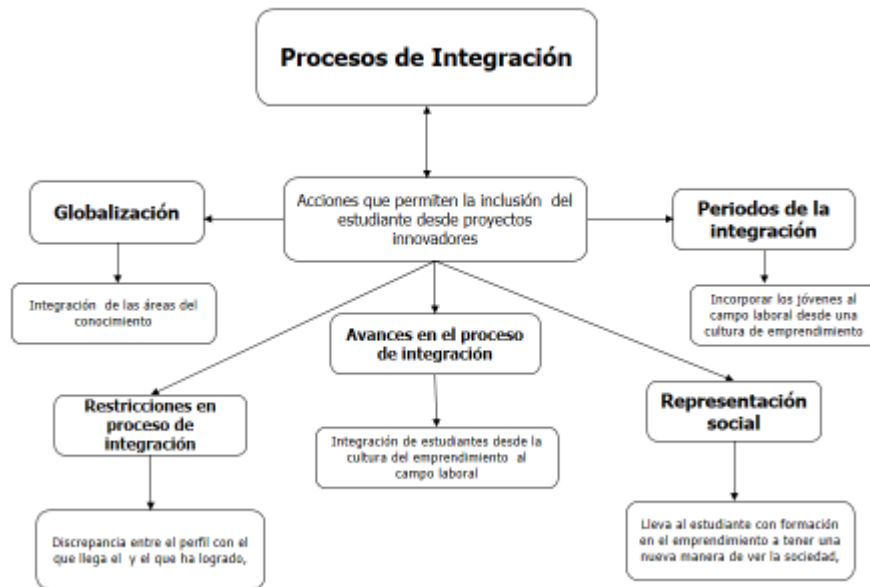 Procesos de Integración
Acciones que permiten la inclusión del
estudiante desde proyectos
innovadores
Globalización
Periodos de la
integración
Integración de las áreas del
conocimiento
Incorporar los jóvenes al
campo laboral desde una
cultura de emprendimiento
Avances en el proceso
de integración
Restricciones en
proceso de
integración
Representación
social
Integración de estudiantes desde la
cultura del emprendimiento al
campo laboral
Discrepancia entre el perfil con el
que llega el y el que ha logrado,
Lleva al estudiante con formación
en el emprendimiento a tener una
nueva manera de ver la sociedad,